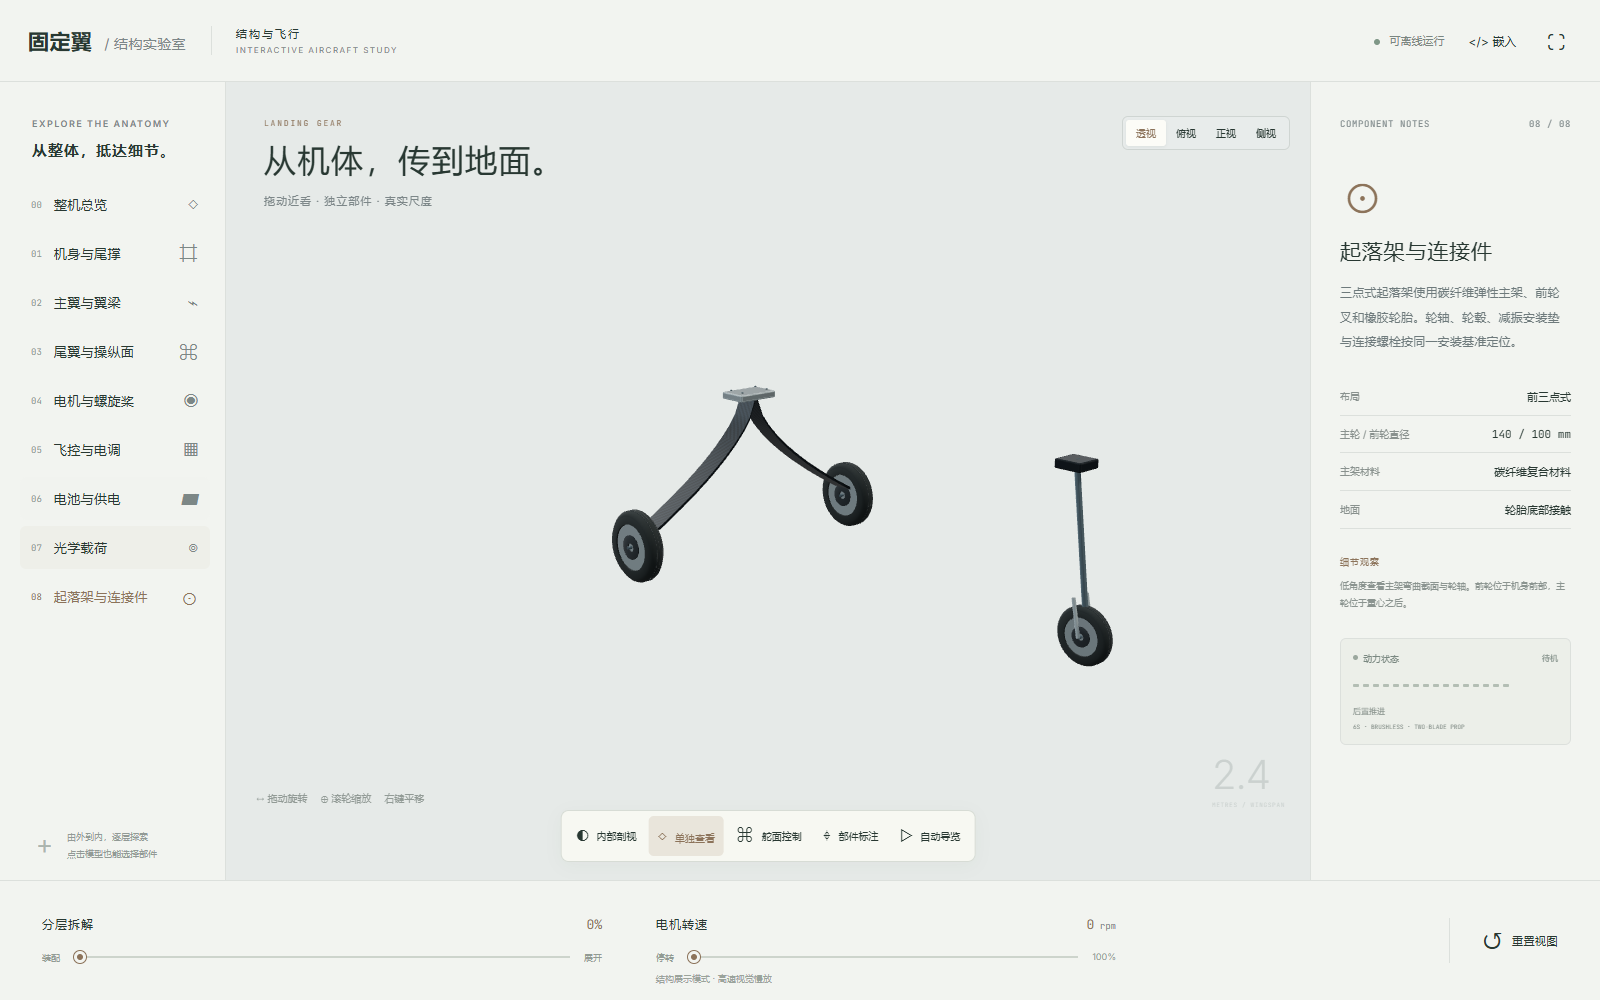 固定翼 / 结构实验室
结构与飞行
INTERACTIVE AIRCRAFT STUDY
可离线运行
</> 嵌入
EXPLORE THE ANATOMY
从整体，抵达细节。
00 整机总览
01 机身与尾撑
02 主翼与翼梁
03 尾翼与操纵面
04 电机与螺旋桨
05 飞控与电调
06 电池与供电
07 光学载荷
08 起落架与连接件
由外到内，逐层探索
点击模型也能选择部件
LANDING GEAR
从机体，传到地面。
拖动近看 · 独立部件 · 真实尺度
透视 俯视 正视 侧视
2.4
METRES / WINGSPAN
拖动旋转 滚轮缩放 右键平移
内部剖视 单独查看 舵面控制 部件标注 自动导览
COMPONENT NOTES 08 / 08
起落架与连接件
三点式起落架使用碳纤维弹性主架、前轮
叉和橡胶轮胎。轮轴、轮毂、减振安装垫
与连接螺栓按同一安装基准定位。
布局 前三点式
主轮 / 前轮直径 140 / 100 mm
主架材料 碳纤维复合材料
地面 轮胎底部接触
细节观察
低角度查看主架弯曲截面与轮轴。前轮位于机身前部，主
轮位于重心之后。
动力状态 待机
后置推进
6S · BRUSHLESS · TWO-BLADE PROP
分层拆解 0%
装配 展开
电机转速 0 rpm
停转 100%
结构展示模式 · 高速视觉慢放
重置视图